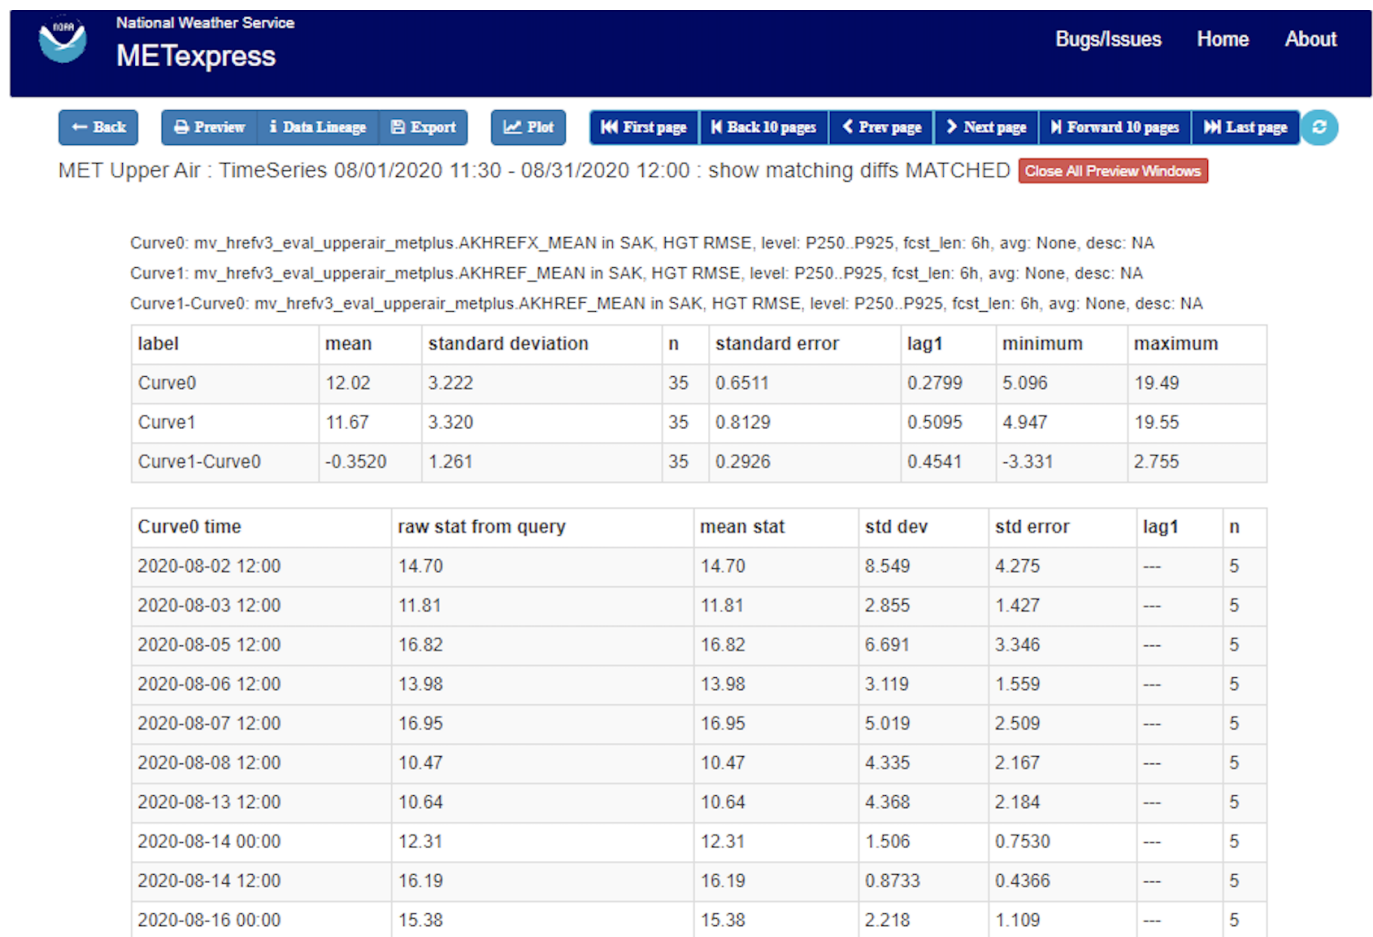 NOAA
National Weather Service
METexpress
Bugs/Issues Home About
Back Preview Data Lineage Export Plot First page Back 10 pages Prev page Next page Forward 10 pages Last page
MET Upper Air : TimeSeries 08/01/2020 11:30 - 08/31/2020 12:00 : show matching diffs MATCHED Close All Preview Windows
Curve0: mv_hrefv3_eval_upperair_metplus.AKHREFX_MEAN in SAK, HGT RMSE, level: P250..P925, fcst_len: 6h, avg: None, desc: NA
Curve1: mv_hrefv3_eval_upperair_metplus.AKHREF_MEAN in SAK, HGT RMSE, level: P250..P925, fcst_len: 6h, avg: None, desc: NA
Curve1-Curve0: mv_hrefv3_eval_upperair_metplus.AKHREF_MEAN in SAK, HGT RMSE, level: P250..P925, fcst_len: 6h, avg: None, desc: NA
label mean standard deviation n standard error lag1 minimum maximum
Curve0 12.02 3.222 35 0.6511 0.2799 5.096 19.49
Curve1 11.67 3.320 35 0.8129 0.5095 4.947 19.55
Curve1-Curve0 -0.3520 1.261 35 0.2926 0.4541 -3.331 2.755
Curve0 time raw stat from query mean stat std dev std error lag1 n
2020-08-02 12:00 14.70 14.70 8.549 4.275 --- 5
2020-08-03 12:00 11.81 11.81 2.855 1.427 --- 5
2020-08-05 12:00 16.82 16.82 6.691 3.346 --- 5
2020-08-06 12:00 13.98 13.98 3.119 1.559 --- 5
2020-08-07 12:00 16.95 16.95 5.019 2.509 --- 5
2020-08-08 12:00 10.47 10.47 4.335 2.167 --- 5
2020-08-13 12:00 10.64 10.64 4.368 2.184 --- 5
2020-08-14 00:00 12.31 12.31 1.506 0.7530 --- 5
2020-08-14 12:00 16.19 16.19 0.8733 0.4366 --- 5
2020-08-16 00:00 15.38 15.38 2.218 1.109 --- 5